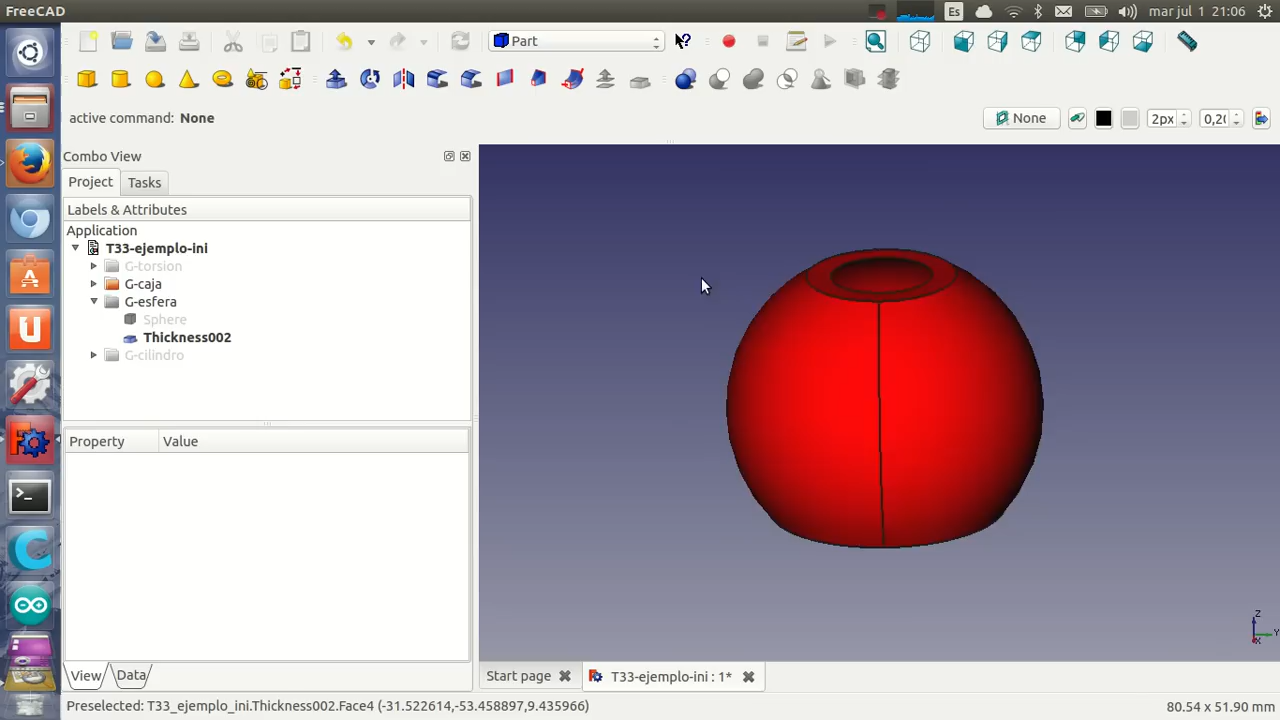 FreeCAD
Es
mar jul 1 21:06
Part
active command: None
None
2px
0,20
Combo View
Project
Tasks
Labels & Attributes
Application
T33-ejemplo-ini
G-torsion
G-caja
G-esfera
Sphere
Thickness002
G-cilindro
Property
Value
View
Data
Start page
T33-ejemplo-ini : 1*
Z
Y
X
Preselected: T33_ejemplo_ini.Thickness002.Face4 (-31.522614,-53.458897,9.435966)
80.54 x 51.90 mm